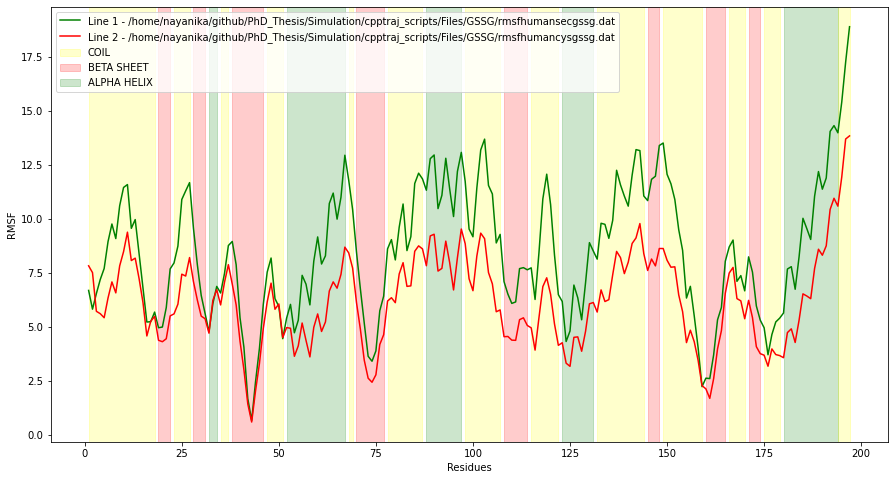 Line 1 - /home/nayanika/github/PhD_Thesis/Simulation/cpptraj_scripts/Files/GSSG/rmsfhumansecgssg.dat
Line 2 - /home/nayanika/github/PhD_Thesis/Simulation/cpptraj_scripts/Files/GSSG/rmsfhumancysgssg.dat
COIL
BETA SHEET
ALPHA HELIX
RMSF
17.5
15.0
12.5
10.0
7.5
5.0
2.5
0.0
0 25 50 75 100 125 150 175 200
Residues